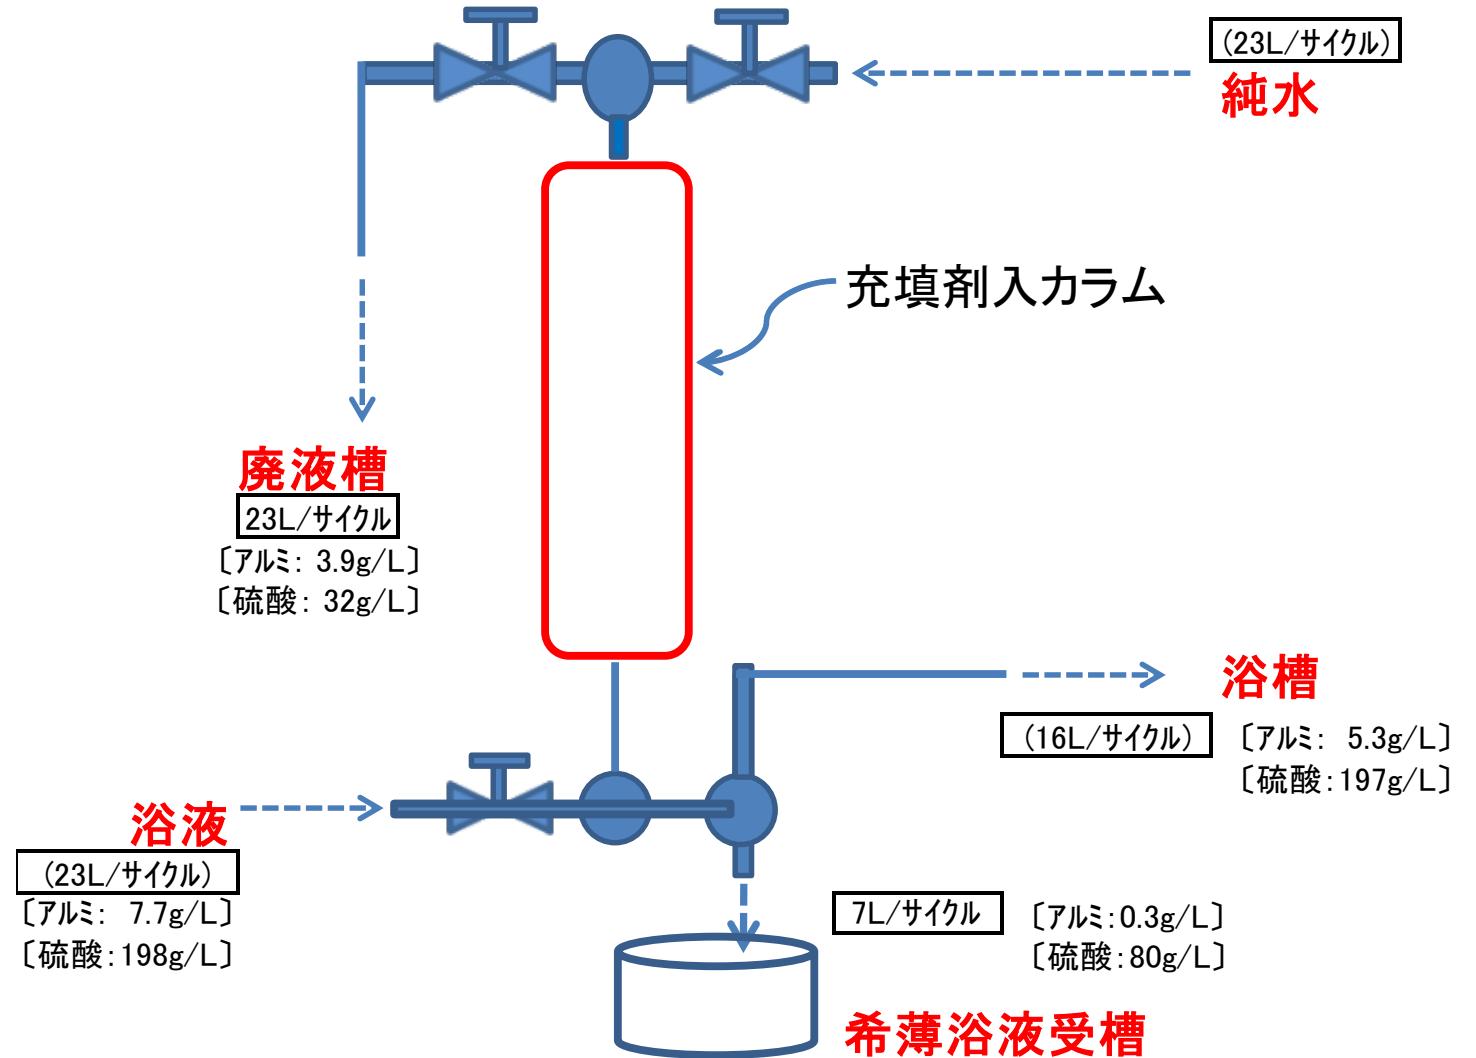 (23L/ｻｲｸﾙ)
純水
充填剤入カラム
廃液槽
23L/ｻｲｸﾙ
〔ｱﾙﾐ: 3.9g/L〕
〔硫酸: 32g/L〕
浴槽
(16L/ｻｲｸﾙ)
〔ｱﾙﾐ: 5.3g/L〕
〔硫酸:197g/L〕
浴液
(23L/ｻｲｸﾙ)
〔ｱﾙﾐ: 7.7g/L〕
〔硫酸:198g/L〕
7L/ｻｲｸﾙ
〔ｱﾙﾐ:0.3g/L〕
〔硫酸:80g/L〕
希薄浴液受槽